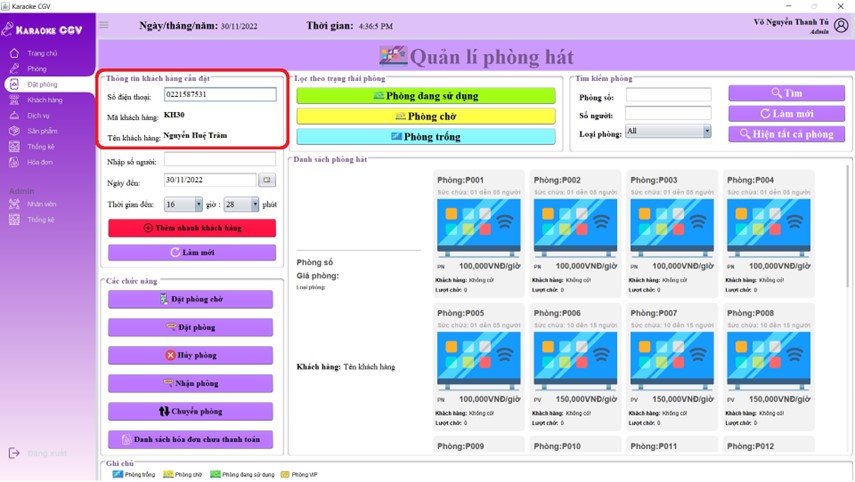 Karaoke CGV
KARAOKE CGV
Ngày/tháng/năm: 30/11/2022
Thời gian: 4:36:5 PM
Võ Nguyễn Thanh Tú
Admin
Trang chủ
Phòng
Đặt phòng
Khách hàng
Dịch vụ
Sản phẩm
Thống kê
Hóa đơn
Admin
Nhân viên
Thống kê
Đăng xuất
Quản lí phòng hát
Thông tin khách hàng cần đặt
Số điện thoại: 0221587531
Mã khách hàng: KH30
Tên khách hàng: Nguyễn Huệ Trâm
Nhập số người:
Ngày đến: 30/11/2022
Thời gian đến: 16 giờ : 28 phút
Thêm nhanh khách hàng
Làm mới
Các chức năng
Đặt phòng chờ
Đặt phòng
Hủy phòng
Nhận phòng
Chuyển phòng
Danh sách hóa đơn chưa thanh toán
Lọc theo trạng thái phòng
Phòng đang sử dụng
Phòng chờ
Phòng trống
Tìm kiếm phòng
Phòng số:
Số người:
Loại phòng: All
Tìm
Làm mới
Hiện tất cả phòng
Danh sách phòng hát
Phòng số
Giá phòng:
Loại phòng:
Khách hàng: Tên khách hàng
Phòng:P001
Sức chứa: 01 đến 05 người
PN 100,000VNĐ/giờ
Khách hàng: Không có!
Lượt chờ: 0
Phòng:P002
Sức chứa: 01 đến 05 người
PN 100,000VNĐ/giờ
Khách hàng: Không có!
Lượt chờ: 0
Phòng:P003
Sức chứa: 01 đến 05 người
PN 100,000VNĐ/giờ
Khách hàng: Không có!
Lượt chờ: 0
Phòng:P004
Sức chứa: 01 đến 05 người
PN 100,000VNĐ/giờ
Khách hàng: Không có!
Lượt chờ: 0
Phòng:P005
Sức chứa: 01 đến 05 người
PN 100,000VNĐ/giờ
Khách hàng: Không có!
Lượt chờ: 0
Phòng:P006
Sức chứa: 10 đến 15 người
PV 150,000VNĐ/giờ
Khách hàng: Không có!
Lượt chờ: 0
Phòng:P007
Sức chứa: 10 đến 15 người
PV 150,000VNĐ/giờ
Khách hàng: Không có!
Lượt chờ: 0
Phòng:P008
Sức chứa: 10 đến 15 người
PV 150,000VNĐ/giờ
Khách hàng: Không có!
Lượt chờ: 0
Phòng:P009
Phòng:P010
Phòng:P011
Phòng:P012
Ghi chú
Phòng trống
Phòng chờ
Phòng đang sử dụng
Phòng VIP